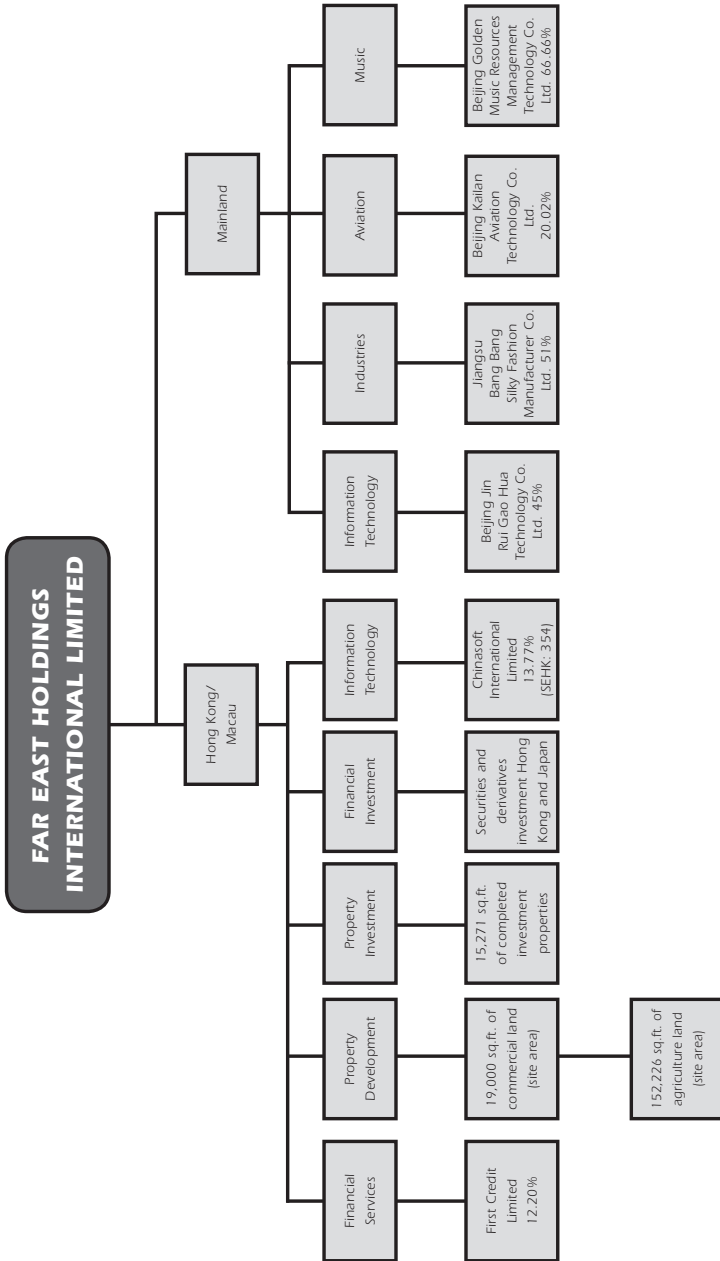 FAR EAST HOLDINGS
INTERNATIONAL LIMITED
Hong Kong/
Macau
Mainland
Financial
Services
Property
Development
Property
Investment
Financial
Investment
Information
Technology
Information
Technology
Industries
Aviation
Music
First Credit
Limited
12.20%
19,000 sq.ft. of
commercial land
(site area)
15,271 sq.ft.
of completed
investment
properties
Securities and
derivatives
investment Hong
Kong and Japan
Chinasoft
International
Limited
13.77%
(SEHK: 354)
Beijing Jin
Rui Gao Hua
Technology Co.
Ltd. 45%
Jiangsu
Bang Bang
Silky Fashion
Manufacturer Co.
Ltd. 51%
Beijing Kailan
Aviation
Technology Co.
Ltd.
20.02%
Beijing Golden
Music Resources
Management
Technology Co.
Ltd. 66.66%
152,226 sq.ft. of
agriculture land
(site area)